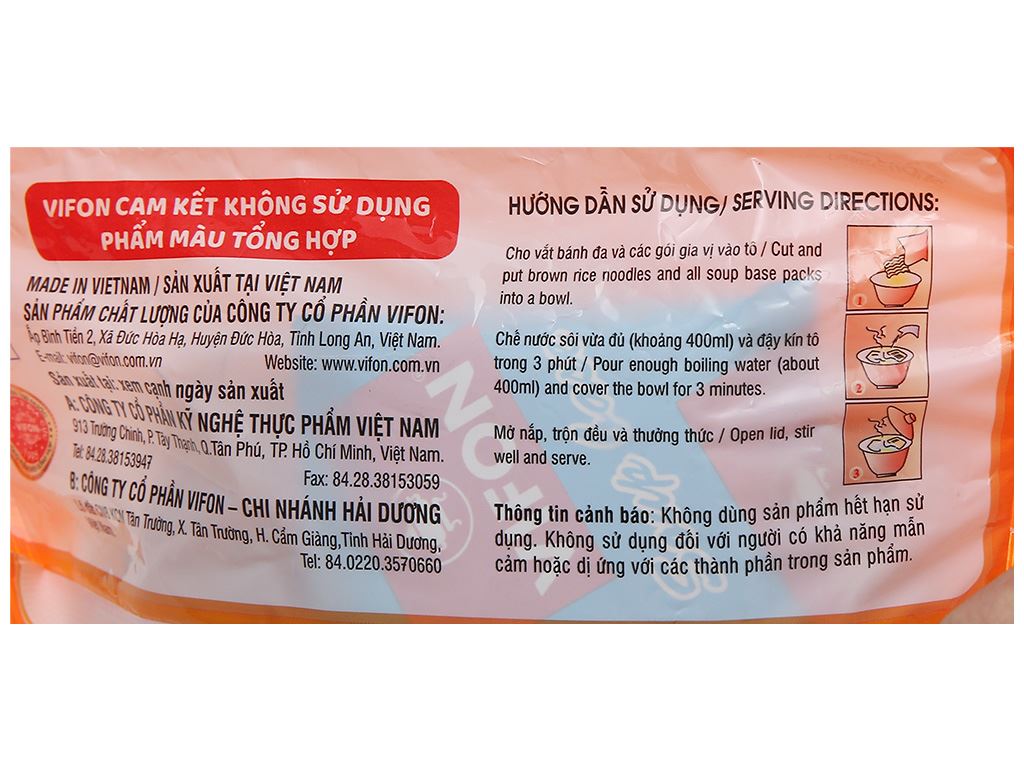 VIFON CAM KẾT KHÔNG SỬ DỤNG
PHẨM MÀU TỔNG HỢP
MADE IN VIETNAM / SẢN XUẤT TẠI VIỆT NAM
SẢN PHẨM CHẤT LƯỢNG CỦA CÔNG TY CỔ PHẦN VIFON:
Ấp Bình Tiền 2, Xã Đức Hòa Hạ, Huyện Đức Hòa, Tỉnh Long An, Việt Nam.
E-mail: vifon@vifon.com.vn Website: www.vifon.com.vn
Sản xuất tại: xem cạnh ngày sản xuất
A: CÔNG TY CỔ PHẦN KỸ NGHỆ THỰC PHẨM VIỆT NAM
913 Trường Chinh, P. Tây Thạnh, Q.Tân Phú, TP. Hồ Chí Minh, Việt Nam.
Tel: 84.28.38153947 Fax: 84.28.38153059
B: CÔNG TY CỔ PHẦN VIFON – CHI NHÁNH HẢI DƯƠNG
KCN Tân Trường, X. Tân Trường, H. Cẩm Giàng,Tỉnh Hải Dương,
Việt Nam. Tel: 84.0220.3570660
HƯỚNG DẪN SỬ DỤNG/ SERVING DIRECTIONS:
Cho vắt bánh đa và các gói gia vị vào tô / Cut and
put brown rice noodles and all soup base packs
into a bowl.
1
Chế nước sôi vừa đủ (khoảng 400ml) và đậy kín tô
trong 3 phút / Pour enough boiling water (about
400ml) and cover the bowl for 3 minutes.
2
Mở nắp, trộn đều và thưởng thức / Open lid, stir
well and serve.
3
Thông tin cảnh báo: Không dùng sản phẩm hết hạn sử
dụng. Không sử dụng đối với người có khả năng mẫn
cảm hoặc dị ứng với các thành phần trong sản phẩm.
VIFON